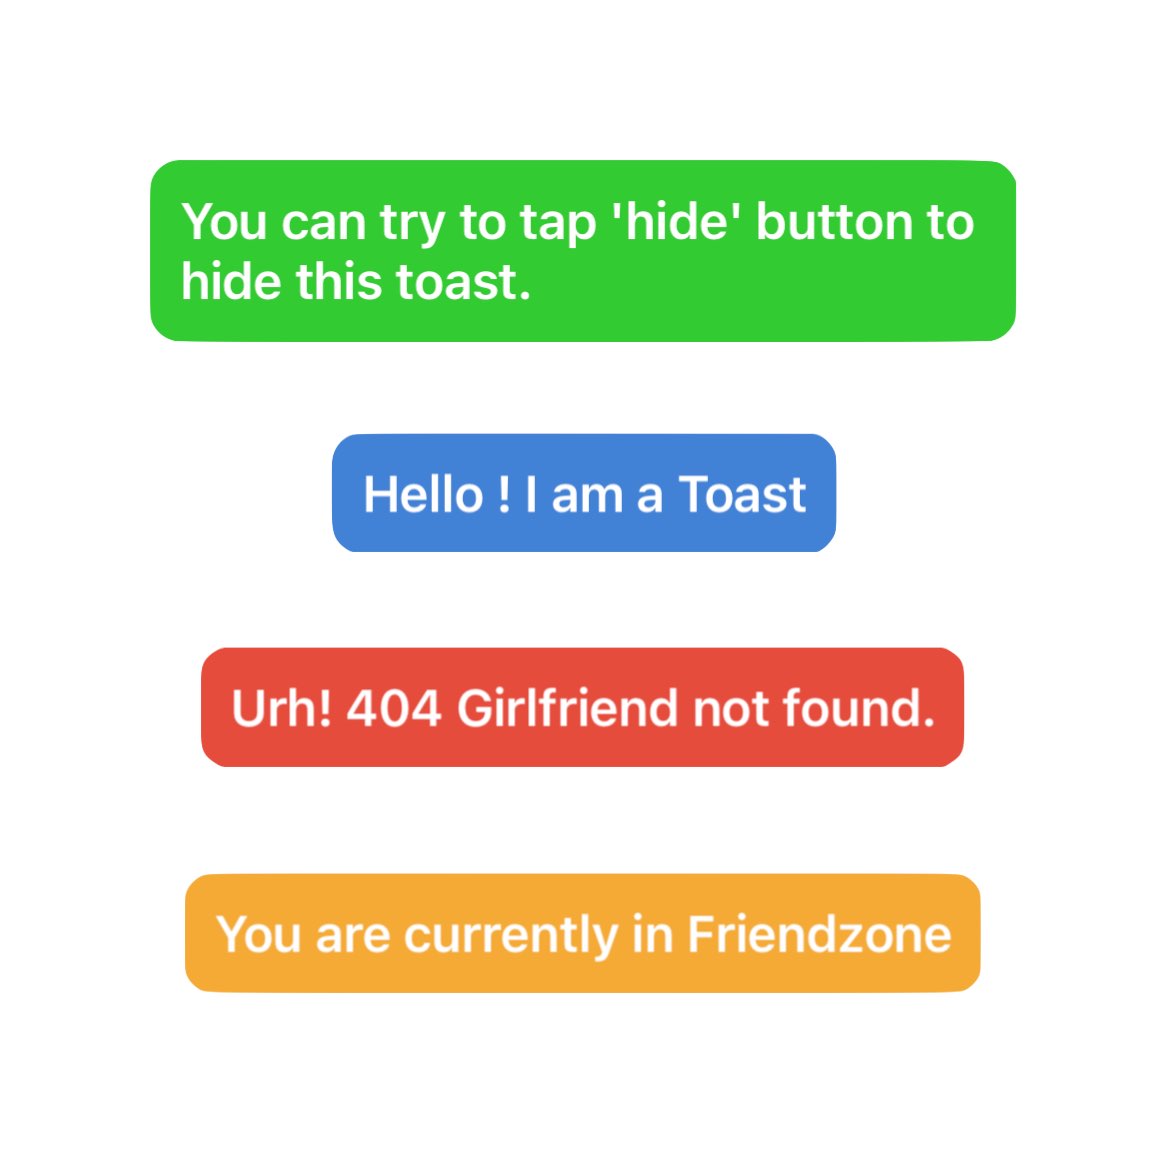 You can try to tap 'hide' button to
hide this toast.
Hello ! I am a Toast
Urh! 404 Girlfriend not found.
You are currently in Friendzone